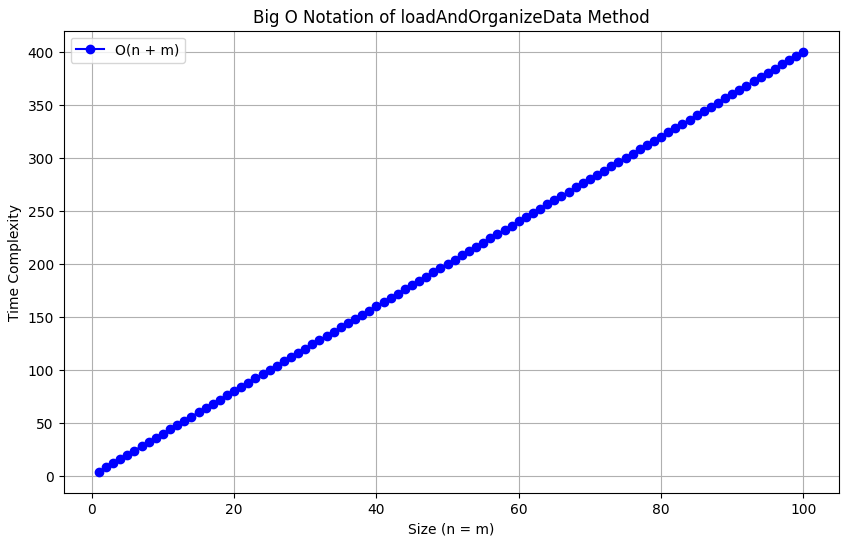 Big O Notation of loadAndOrganizeData Method
O(n + m)
400
350
300
250
200
150
100
50
0
Time Complexity
0 20 40 60 80 100
Size (n = m)